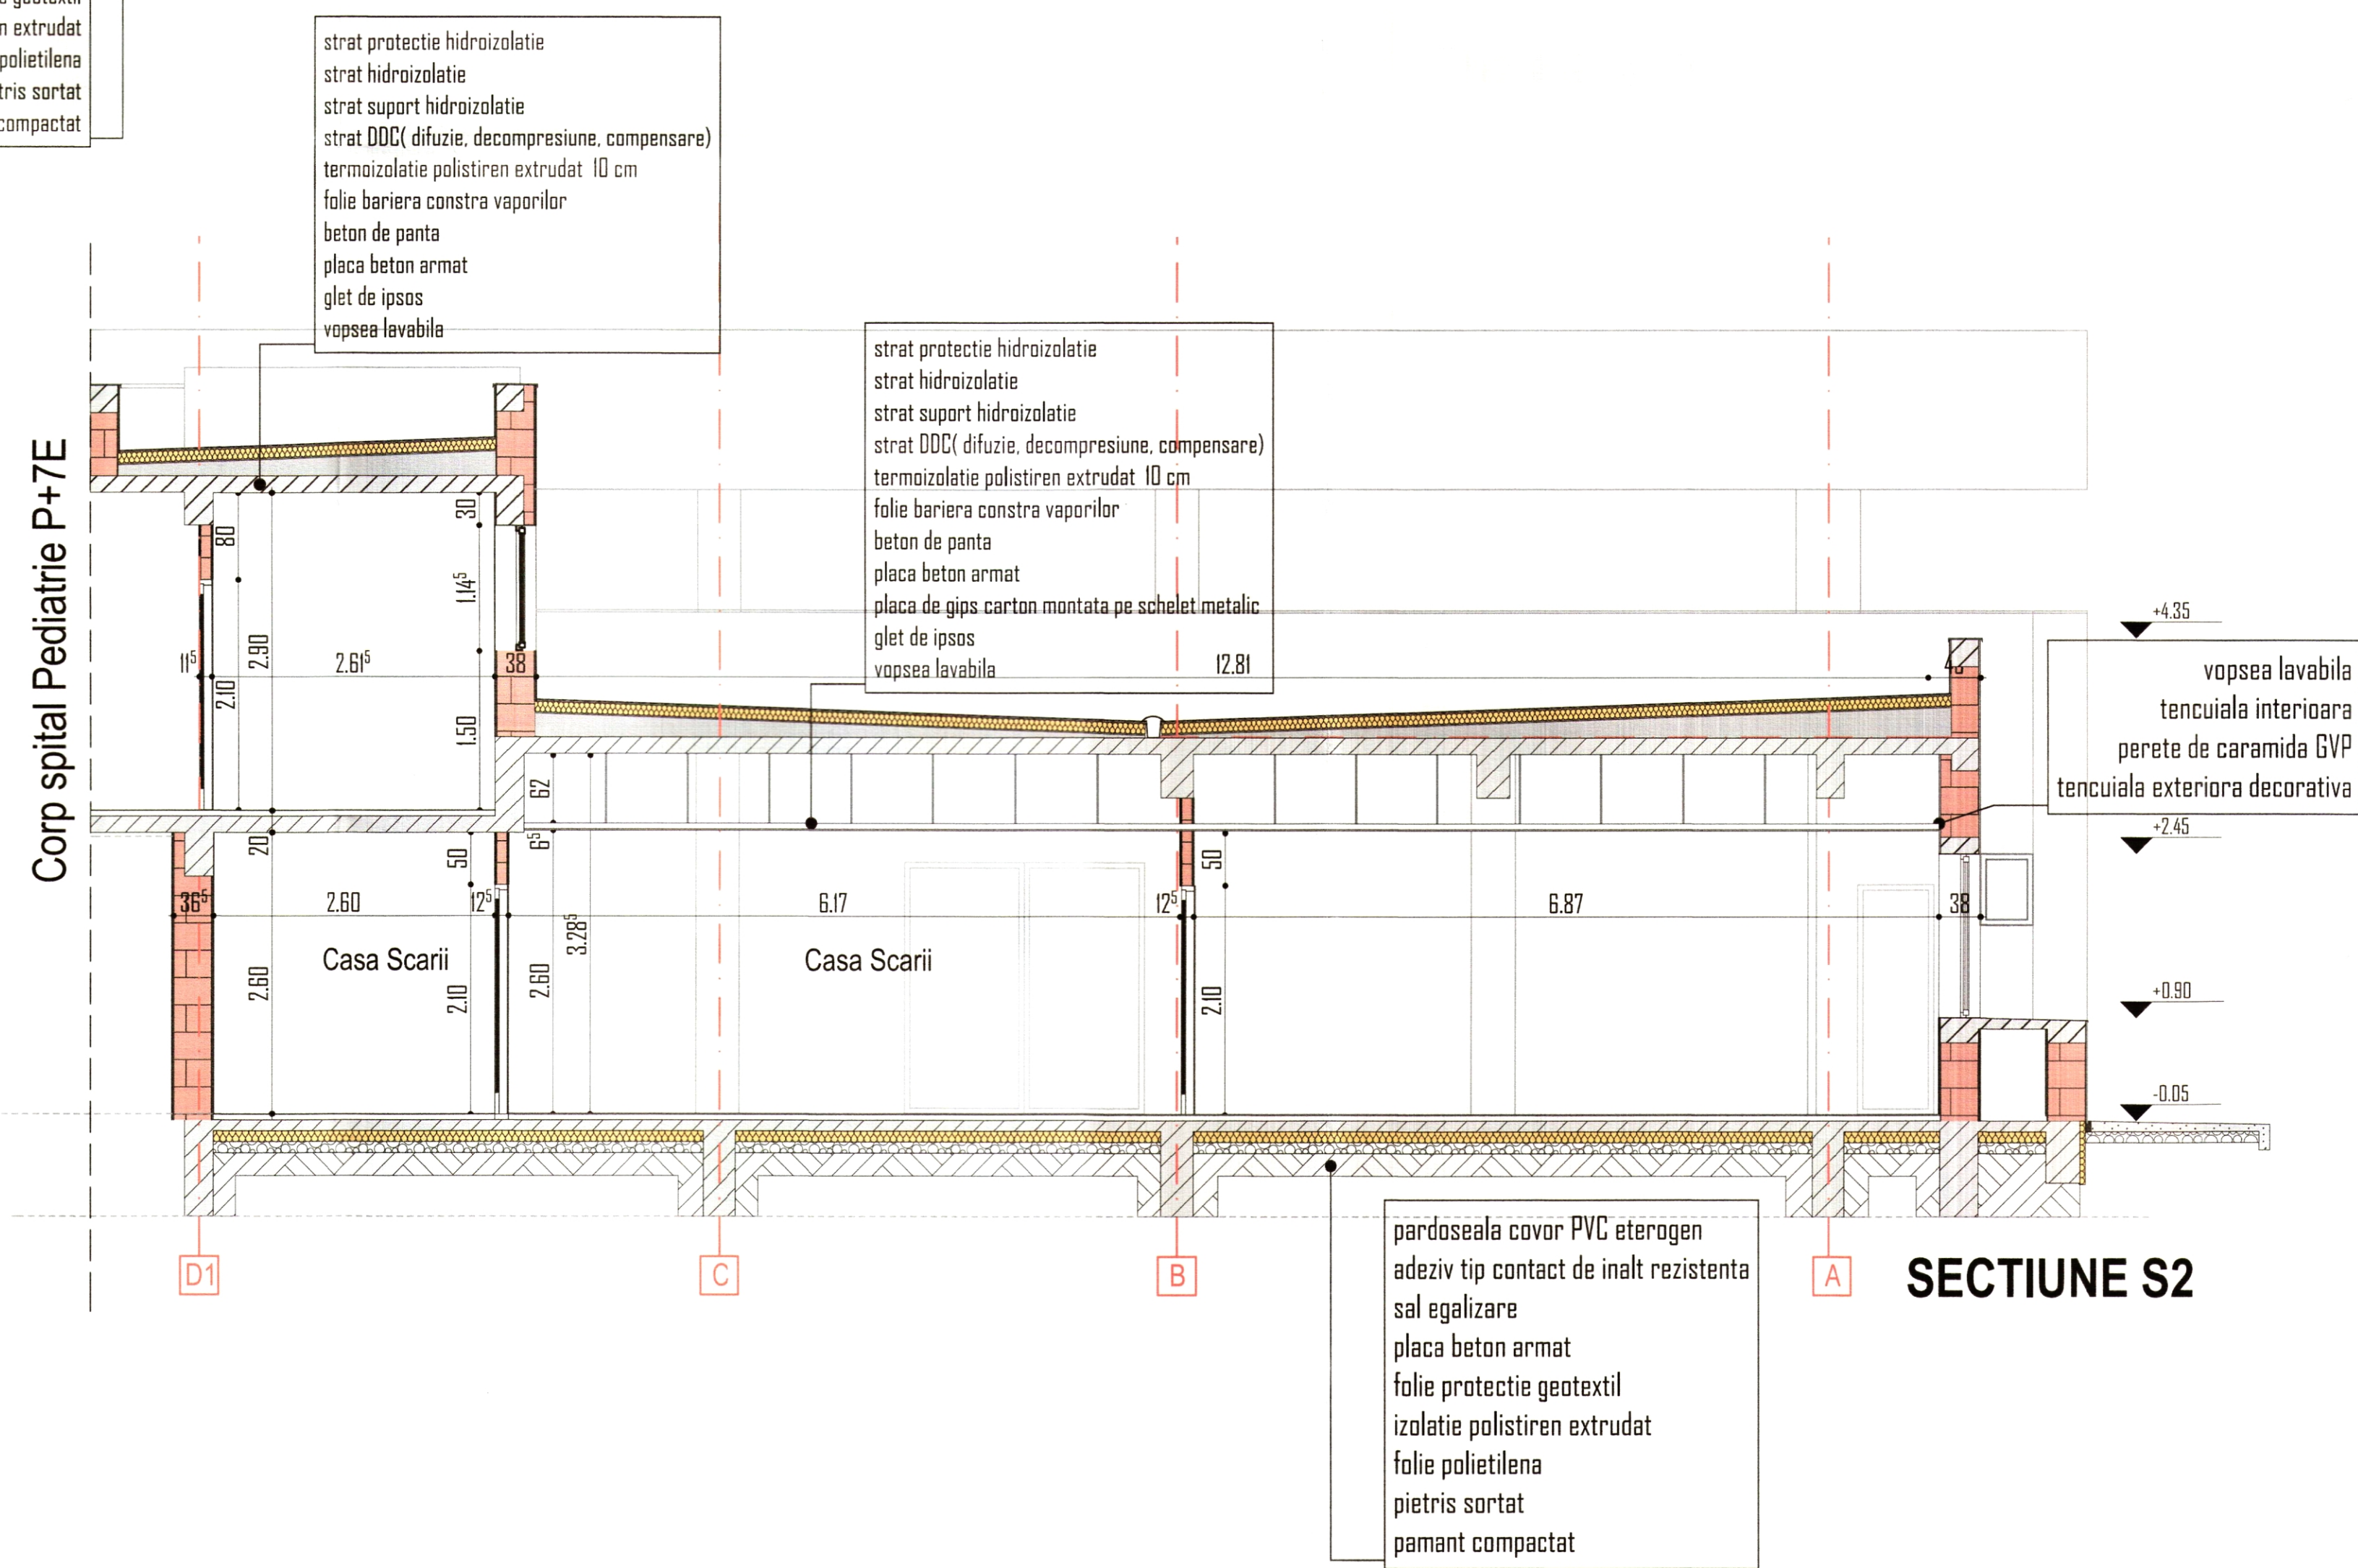 extrudat
polietilena
sortat
compactat
strat protectie hidroizolatie
strat hidroizolatie
strat suport hidroizolatie
strat DDC( difuzie, decompresiune, compensare)
termoizolatie polistiren extrudat 10 cm
folie bariera constra vaporilor
beton de panta
placa beton armat
glet de ipsos
vopsea lavabila
strat protectie hidroizolatie
strat hidroizolatie
strat suport hidroizolatie
strat DDC( difuzie, decompresiune, compensare)
termoizolatie polistiren extrudat 10 cm
folie bariera constra vaporilor
beton de panta
placa beton armat
placa de gips carton montata pe schelet metalic
glet de ipsos
vopsea lavabila
Corp spital Pediatrie P+7E
80
30
1.14⁵
2.90
11⁵
2.61⁵
38
12.81
2.10
1.50
+4.35
vopsea lavabila
tencuiala interioara
perete de caramida GVP
tencuiala exteriora decorativa
+2.45
62
20
50
6⁵
50
36⁵
2.60
12⁵
6.17
12⁵
6.87
38
3.28⁵
Casa Scarii
Casa Scarii
2.60
2.10
2.60
2.10
+0.90
-0.05
D1
C
B
A
SECTIUNE S2
pardoseala covor PVC eterogen
adeziv tip contact de inalt rezistenta
sal egalizare
placa beton armat
folie protectie geotextil
izolatie polistiren extrudat
folie polietilena
pietris sortat
pamant compactat